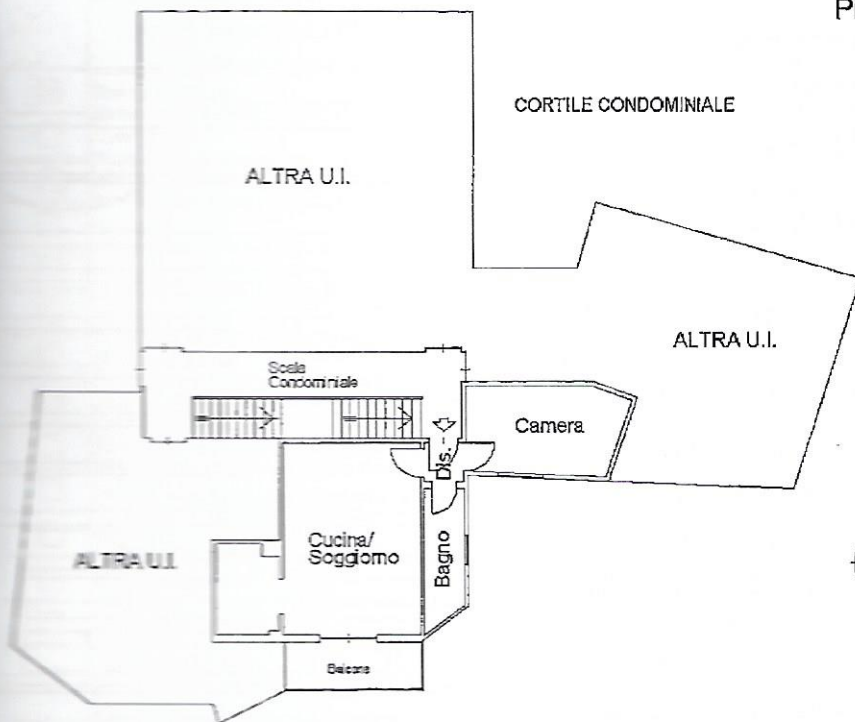 P
CORTILE CONDOMINIALE
ALTRA U.I.
ALTRA U.I.
Scala
Condominiale
Camera
Dis.
Cucina/
Soggiorno
Bagno
ALTRA U.I.
Balcone